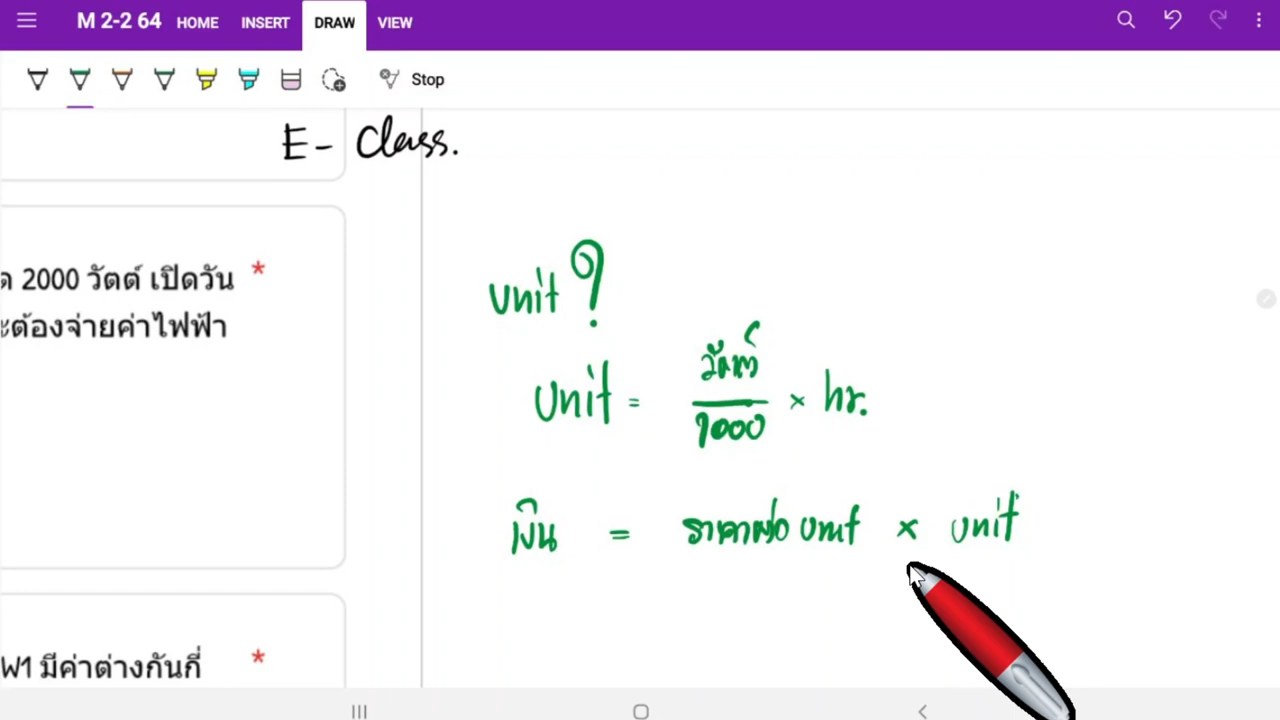 M 2-2 64 HOME INSERT DRAW VIEW
Stop
E- Class.
ด 2000 วัตต์ เปิดวัน *
ะต้องจ่ายค่าไฟฟ้า
W1 มีค่าต่างกันกี่ *
unit ?
unit = วัตต์ / 1000 × hr.
เงิน = ราคาต่อ unit × unit